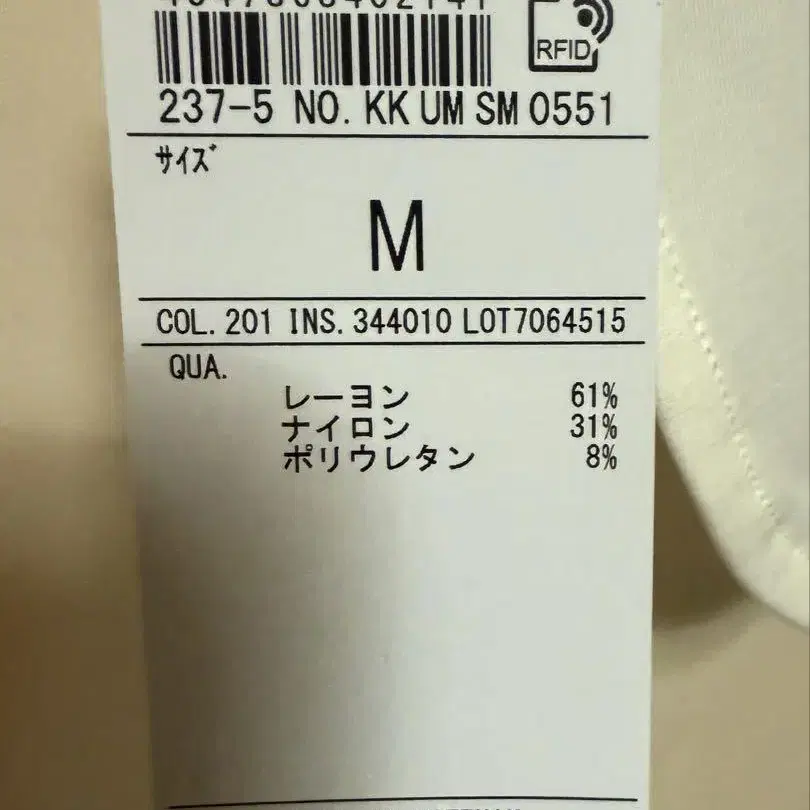 RFID
237-5 NO. KK UM SM 0551
サイズ
M
COL. 201 INS. 344010 LOT7064515
QUA.
レーヨン 61%
ナイロン 31%
ポリウレタン 8%